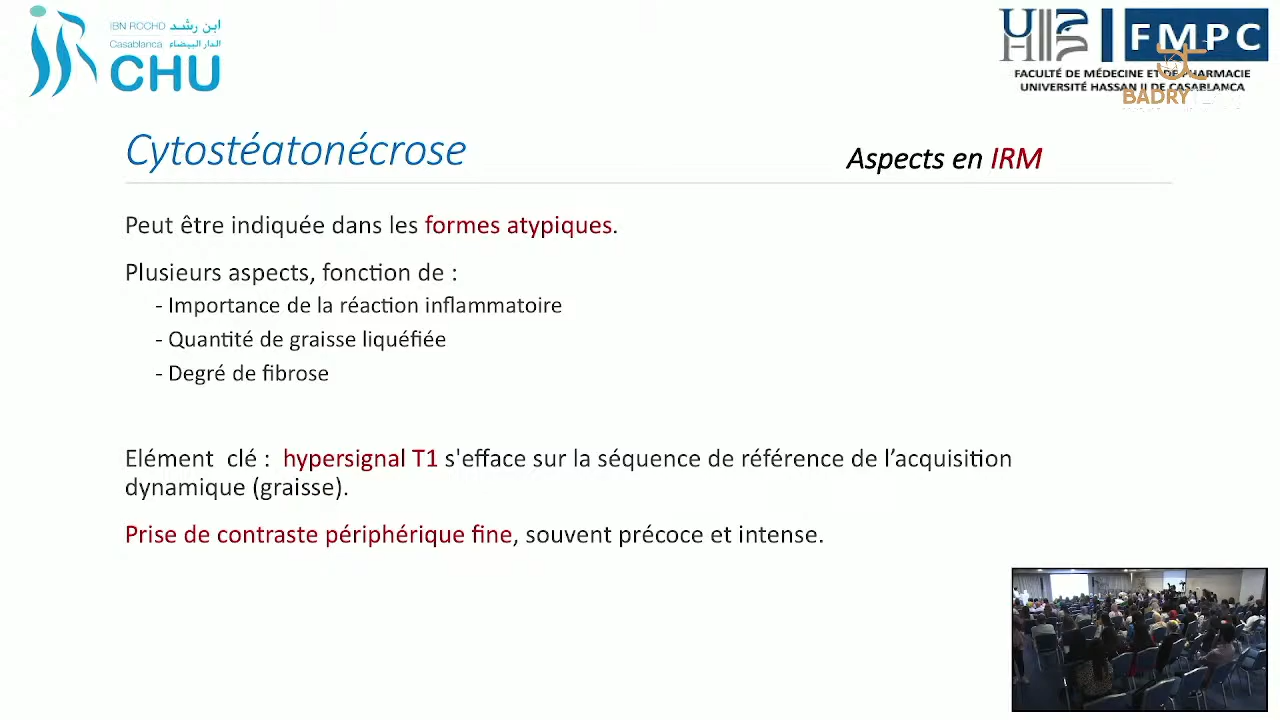 IBN ROCHD ابن رشد
Casablanca الدار البيضاء
CHU
UH2C
FMPC
FACULTÉ DE MÉDECINE ET DE PHARMACIE
UNIVERSITÉ HASSAN II DE CASABLANCA
BADRY
Cytostéatonécrose
Aspects en IRM
Peut être indiquée dans les formes atypiques.
Plusieurs aspects, fonction de :
- Importance de la réaction inflammatoire
- Quantité de graisse liquéfiée
- Degré de fibrose
Elément clé : hypersignal T1 s'efface sur la séquence de référence de l’acquisition
dynamique (graisse).
Prise de contraste périphérique fine, souvent précoce et intense.